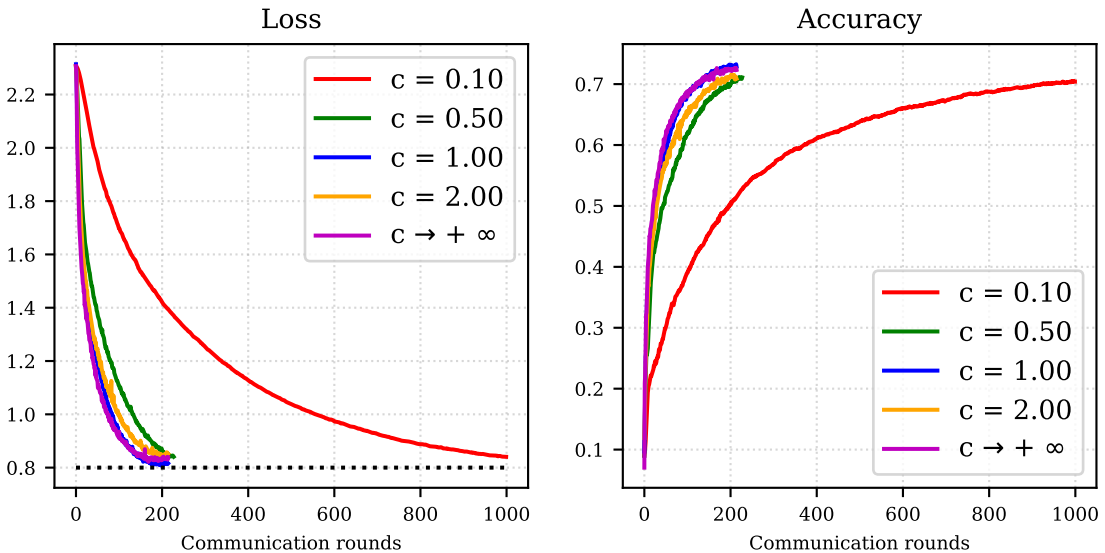 Loss
2.2
2.0
1.8
1.6
1.4
1.2
1.0
0.8
c = 0.10
c = 0.50
c = 1.00
c = 2.00
c → + ∞
0 200 400 600 800 1000
Communication rounds
Accuracy
0.7
0.6
0.5
0.4
0.3
0.2
0.1
c = 0.10
c = 0.50
c = 1.00
c = 2.00
c → + ∞
0 200 400 600 800 1000
Communication rounds